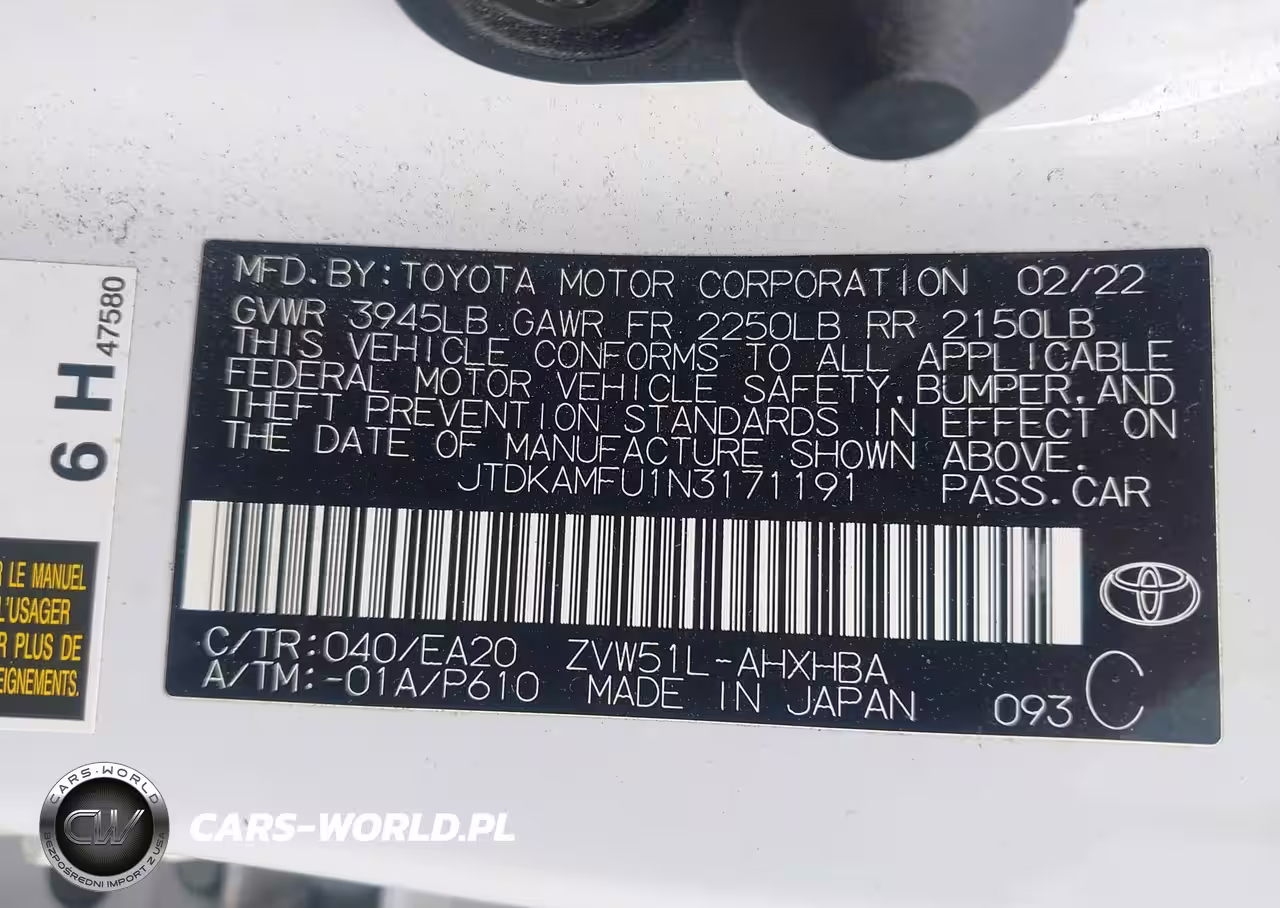 MFD.BY:TOYOTA MOTOR CORPORATION 02/22
GVWR 3945LB GAWR FR 2250LB RR 2150LB
THIS VEHICLE CONFORMS TO ALL APPLICABLE
FEDERAL MOTOR VEHICLE SAFETY,BUMPER,AND
THEFT PREVENTION STANDARDS IN EFFECT ON
THE DATE OF MANUFACTURE SHOWN ABOVE.
JTDKAMFU1N3171191 PASS.CAR
C/TR:040/EA20 ZVW51L-AHXHBA
A/TM:-01A/P610 MADE IN JAPAN 093 C
6 H 47580
R LE MANUEL
L'USAGER
R PLUS DE
EIGNEMENTS.
CARS-WORLD
CW
BEZPOŚREDNI IMPORT Z USA
CARS-WORLD.PL